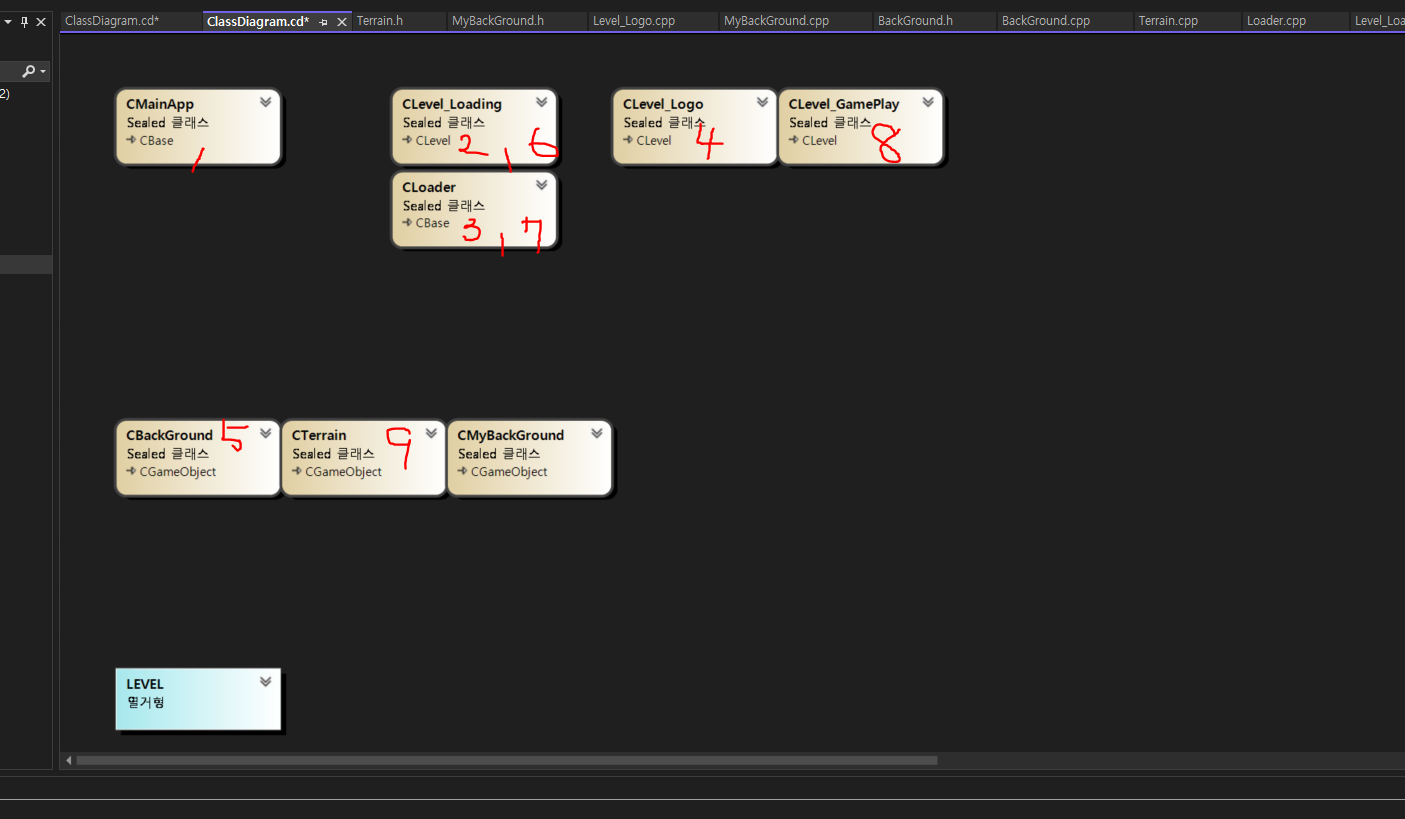 ClassDiagram.cd* ClassDiagram.cd* Terrain.h MyBackGround.h Level_Logo.cpp MyBackGround.cpp BackGround.h BackGround.cpp Terrain.cpp Loader.cpp Level_Loa
2)
CMainApp
Sealed 클래스
CBase
1
CLevel_Loading
Sealed 클래스
CLevel
2, 6
CLevel_Logo
Sealed 클래스
CLevel
4
CLevel_GamePlay
Sealed 클래스
CLevel
8
CLoader
Sealed 클래스
CBase
3, 7
CBackGround
Sealed 클래스
CGameObject
5
CTerrain
Sealed 클래스
CGameObject
9
CMyBackGround
Sealed 클래스
CGameObject
LEVEL
열거형